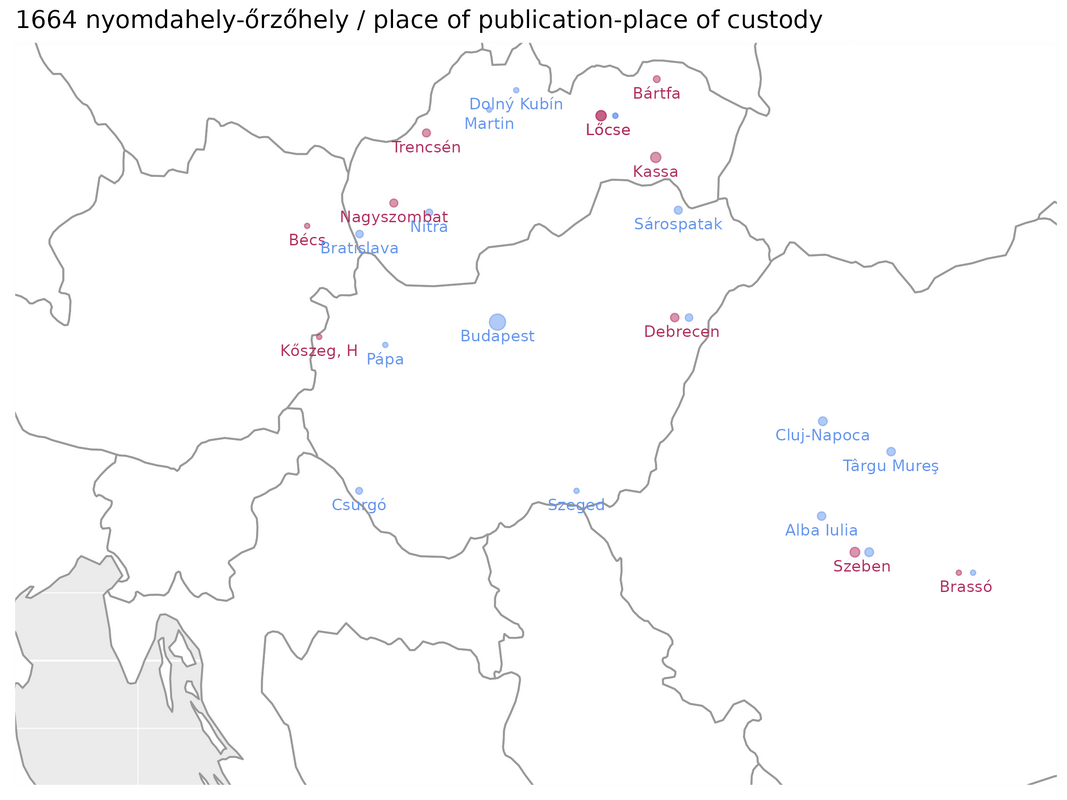 1664 nyomdahely-őrzőhely / place of publication-place of custody
Bártfa
Dolný Kubín
Martin
Lőcse
Trencsén
Kassa
Nagyszombat
Nitra
Sárospatak
Bécs
Bratislava
Budapest
Debrecen
Kőszeg, H
Pápa
Cluj-Napoca
Târgu Mureş
Csurgó
Szeged
Alba Iulia
Szeben
Brassó